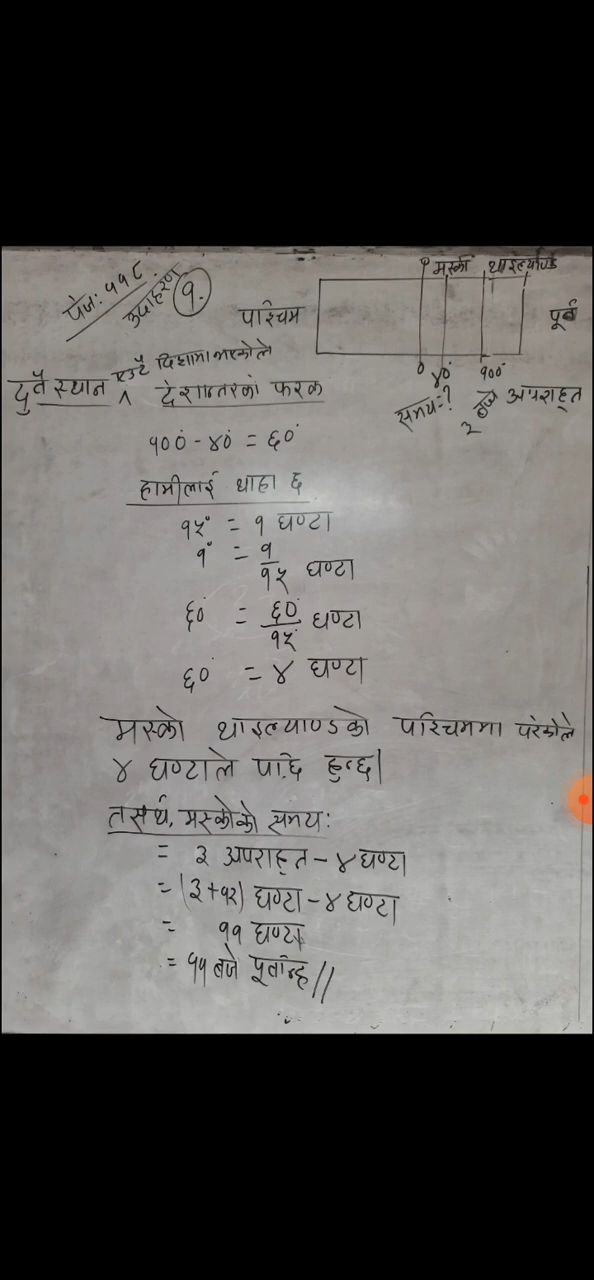 पेज: ११८
उदाहरण १.
मस्को थाइल्याण्ड
पश्चिम पूर्व
० ४०° १००°
समय=? ३ बजे अपराह्त
एउटै दिशामा भएकोले
दुवै स्थान ^ देशान्तरको फरक
१००° - ४०° = ६०°
हामीलाई थाहा छ
१५° = १ घण्टा
१° = १/१५ घण्टा
६०° = ६०/१५ घण्टा
६०° = ४ घण्टा
मस्को थाइल्याण्डको पश्चिममा परेकोले
४ घण्टाले पछि हुन्छ।
तसर्थ, मस्कोको समय:
= ३ अपराह्त - ४ घण्टा
= (३+१२) घण्टा - ४ घण्टा
= ११ घण्टा
= ११ बजे पूर्वान्ह //